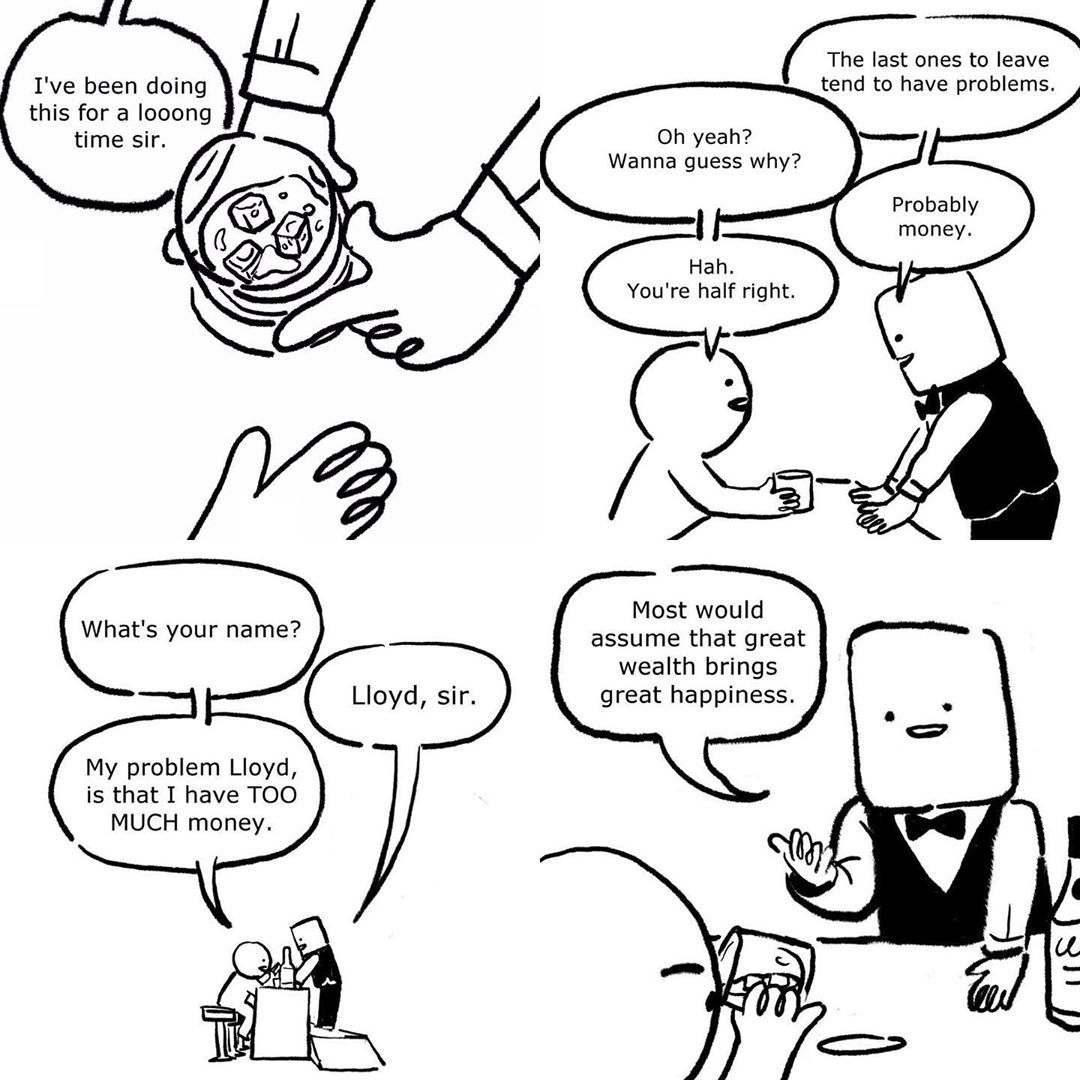 I've been doing
this for a looong
time sir.
The last ones to leave
tend to have problems.
Oh yeah?
Wanna guess why?
Probably
money.
Hah.
You're half right.
What's your name?
Lloyd, sir.
My problem Lloyd,
is that I have TOO
MUCH money.
Most would
assume that great
wealth brings
great happiness.